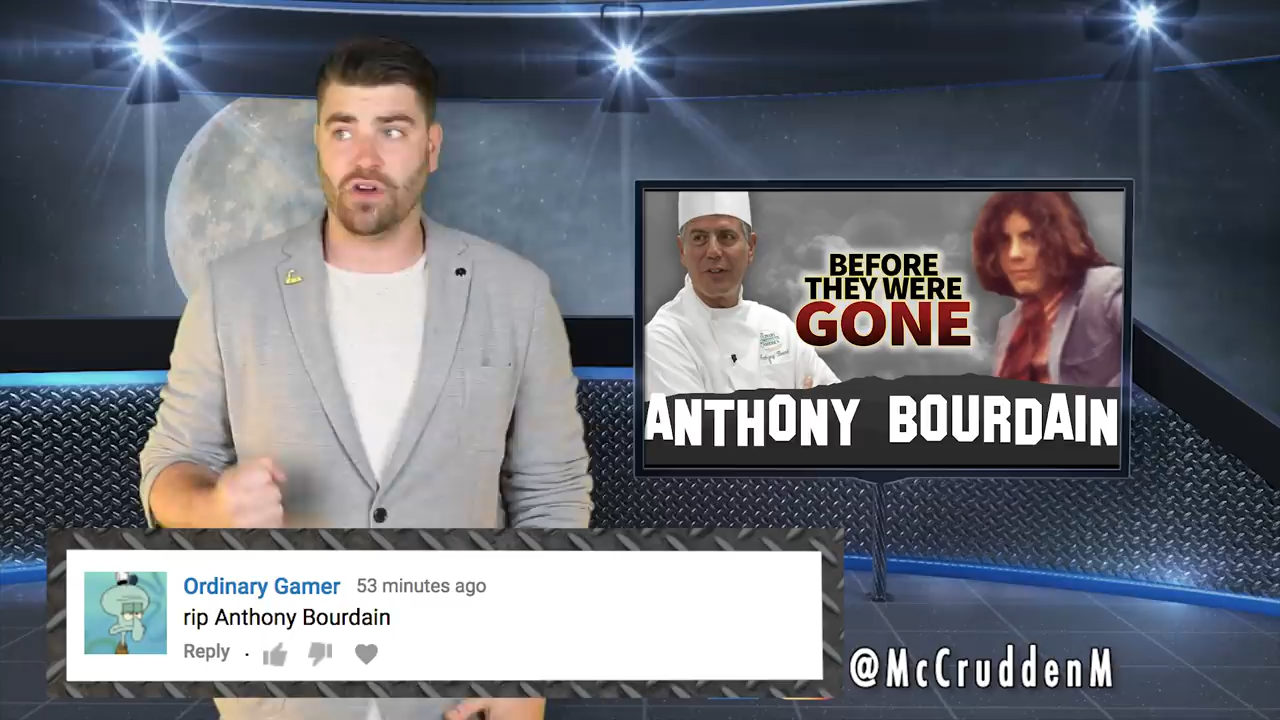 BEFORE
THEY WERE
GONE
ANTHONY BOURDAIN
Ordinary Gamer 53 minutes ago
rip Anthony Bourdain
Reply
@McCruddenM